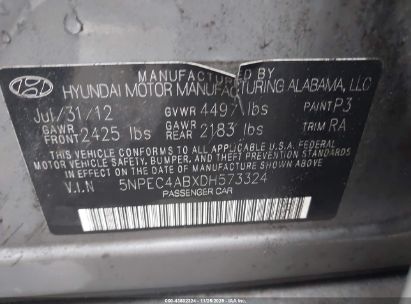 MANUFACTURED BY
HYUNDAI MOTOR MANUFACTURING ALABAMA, LLC
Jul/31/12 GVWR 4497 lbs PAINT P3
GAWR FRONT 2425 lbs GAWR REAR 2183 lbs TRIM RA
THIS VEHICLE CONFORMS TO ALL APPLICABLE FEDERAL
MOTOR VEHICLE SAFETY, BUMPER, AND THEFT PREVENTION STANDARDS
IN EFFECT ON THE DATE OF MANUFACTURE SHOWN ABOVE.
V.I.N 5NPEC4ABXDH573324
PASSENGER CAR